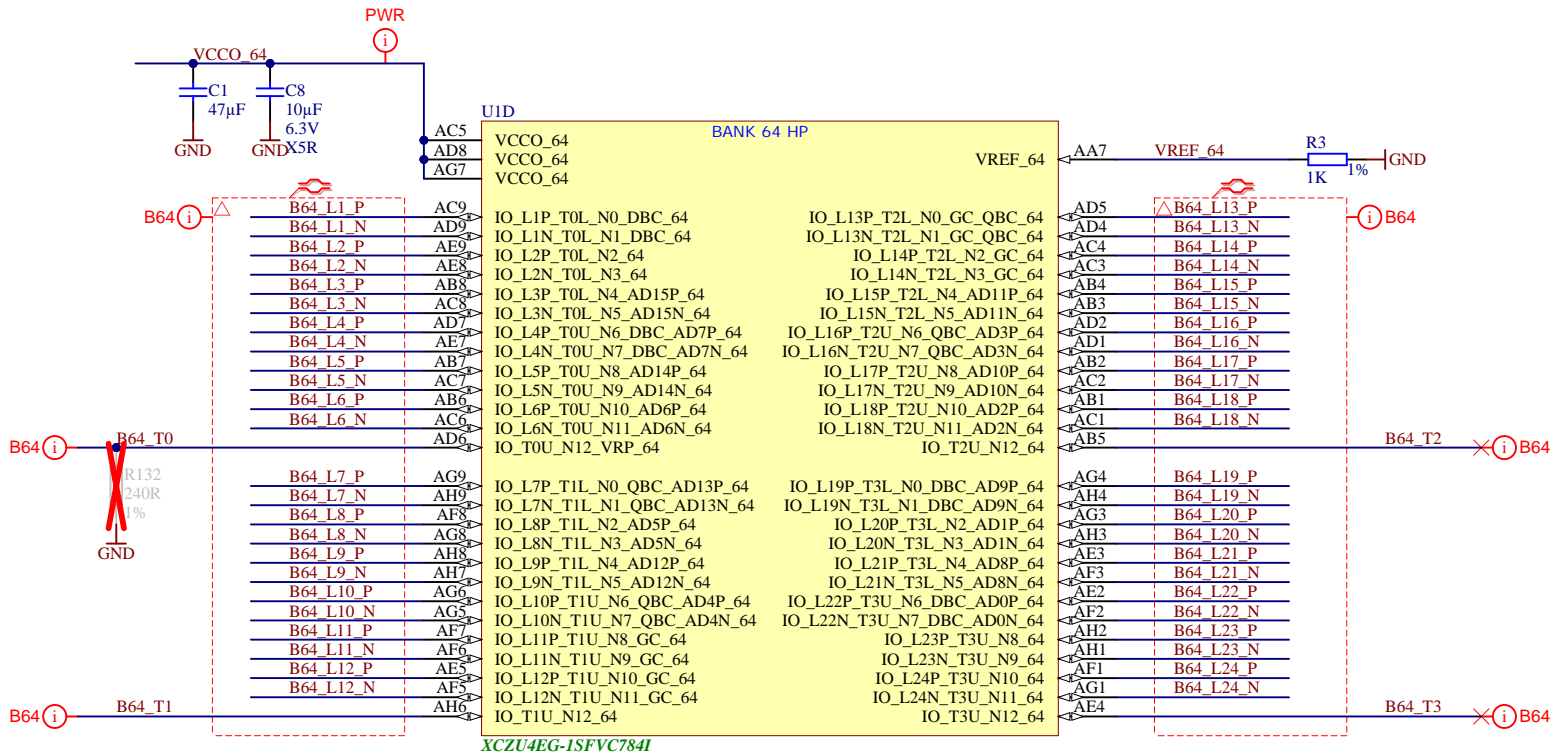 PWR
i
VCCO_64
C1
47µF
GND
C8
10µF
6.3V
X5R
GND
U1D
BANK 64 HP
AC5 VCCO_64
AD8 VCCO_64
AG7 VCCO_64
VREF_64 AA7 VREF_64
R3
1K
1%
GND
B64 i
i B64
B64_L1_P AC9 IO_L1P_T0L_N0_DBC_64 IO_L13P_T2L_N0_GC_QBC_64 AD5 B64_L13_P
B64_L1_N AD9 IO_L1N_T0L_N1_DBC_64 IO_L13N_T2L_N1_GC_QBC_64 AD4 B64_L13_N
B64_L2_P AE9 IO_L2P_T0L_N2_64 IO_L14P_T2L_N2_GC_64 AC4 B64_L14_P
B64_L2_N AE8 IO_L2N_T0L_N3_64 IO_L14N_T2L_N3_GC_64 AC3 B64_L14_N
B64_L3_P AB8 IO_L3P_T0L_N4_AD15P_64 IO_L15P_T2L_N4_AD11P_64 AB4 B64_L15_P
B64_L3_N AC8 IO_L3N_T0L_N5_AD15N_64 IO_L15N_T2L_N5_AD11N_64 AB3 B64_L15_N
B64_L4_P AD7 IO_L4P_T0U_N6_DBC_AD7P_64 IO_L16P_T2U_N6_QBC_AD3P_64 AD2 B64_L16_P
B64_L4_N AE7 IO_L4N_T0U_N7_DBC_AD7N_64 IO_L16N_T2U_N7_QBC_AD3N_64 AD1 B64_L16_N
B64_L5_P AB7 IO_L5P_T0U_N8_AD14P_64 IO_L17P_T2U_N8_AD10P_64 AB2 B64_L17_P
B64_L5_N AC7 IO_L5N_T0U_N9_AD14N_64 IO_L17N_T2U_N9_AD10N_64 AC2 B64_L17_N
B64_L6_P AB6 IO_L6P_T0U_N10_AD6P_64 IO_L18P_T2U_N10_AD2P_64 AB1 B64_L18_P
B64_L6_N AC6 IO_L6N_T0U_N11_AD6N_64 IO_L18N_T2U_N11_AD2N_64 AC1 B64_L18_N
B64 i B64_T0 AD6 IO_T0U_N12_VRP_64 IO_T2U_N12_64 AB5 B64_T2 i B64
R132
240R
1%
GND
B64_L7_P AG9 IO_L7P_T1L_N0_QBC_AD13P_64 IO_L19P_T3L_N0_DBC_AD9P_64 AG4 B64_L19_P
B64_L7_N AH9 IO_L7N_T1L_N1_QBC_AD13N_64 IO_L19N_T3L_N1_DBC_AD9N_64 AH4 B64_L19_N
B64_L8_P AF8 IO_L8P_T1L_N2_AD5P_64 IO_L20P_T3L_N2_AD1P_64 AG3 B64_L20_P
B64_L8_N AG8 IO_L8N_T1L_N3_AD5N_64 IO_L20N_T3L_N3_AD1N_64 AH3 B64_L20_N
B64_L9_P AH8 IO_L9P_T1L_N4_AD12P_64 IO_L21P_T3L_N4_AD8P_64 AE3 B64_L21_P
B64_L9_N AH7 IO_L9N_T1L_N5_AD12N_64 IO_L21N_T3L_N5_AD8N_64 AF3 B64_L21_N
B64_L10_P AG6 IO_L10P_T1U_N6_QBC_AD4P_64 IO_L22P_T3U_N6_DBC_AD0P_64 AE2 B64_L22_P
B64_L10_N AG5 IO_L10N_T1U_N7_QBC_AD4N_64 IO_L22N_T3U_N7_DBC_AD0N_64 AF2 B64_L22_N
B64_L11_P AF7 IO_L11P_T1U_N8_GC_64 IO_L23P_T3U_N8_64 AH2 B64_L23_P
B64_L11_N AF6 IO_L11N_T1U_N9_GC_64 IO_L23N_T3U_N9_64 AH1 B64_L23_N
B64_L12_P AE5 IO_L12P_T1U_N10_GC_64 IO_L24P_T3U_N10_64 AF1 B64_L24_P
B64_L12_N AF5 IO_L12N_T1U_N11_GC_64 IO_L24N_T3U_N11_64 AG1 B64_L24_N
B64 i B64_T1 AH6 IO_T1U_N12_64 IO_T3U_N12_64 AE4 B64_T3 i B64
XCZU4EG-1SFVC784I